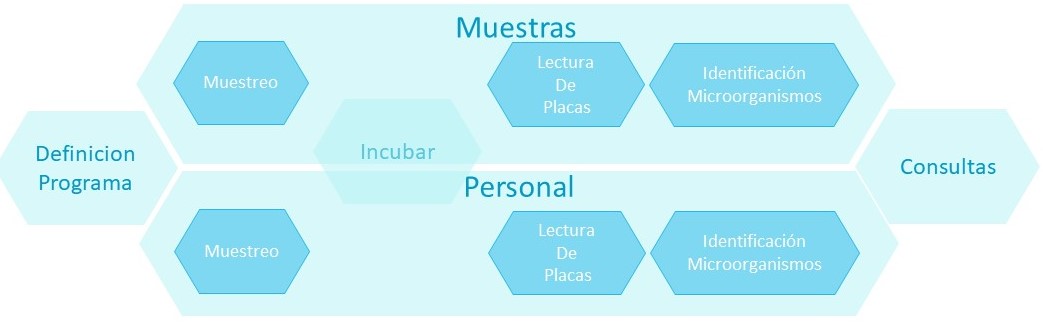 Muestras
Muestreo
Lectura
De
Placas
Identificación
Microorganismos
Definicion
Programa
Incubar
Consultas
Personal
Muestreo
Lectura
De
Placas
Identificación
Microorganismos